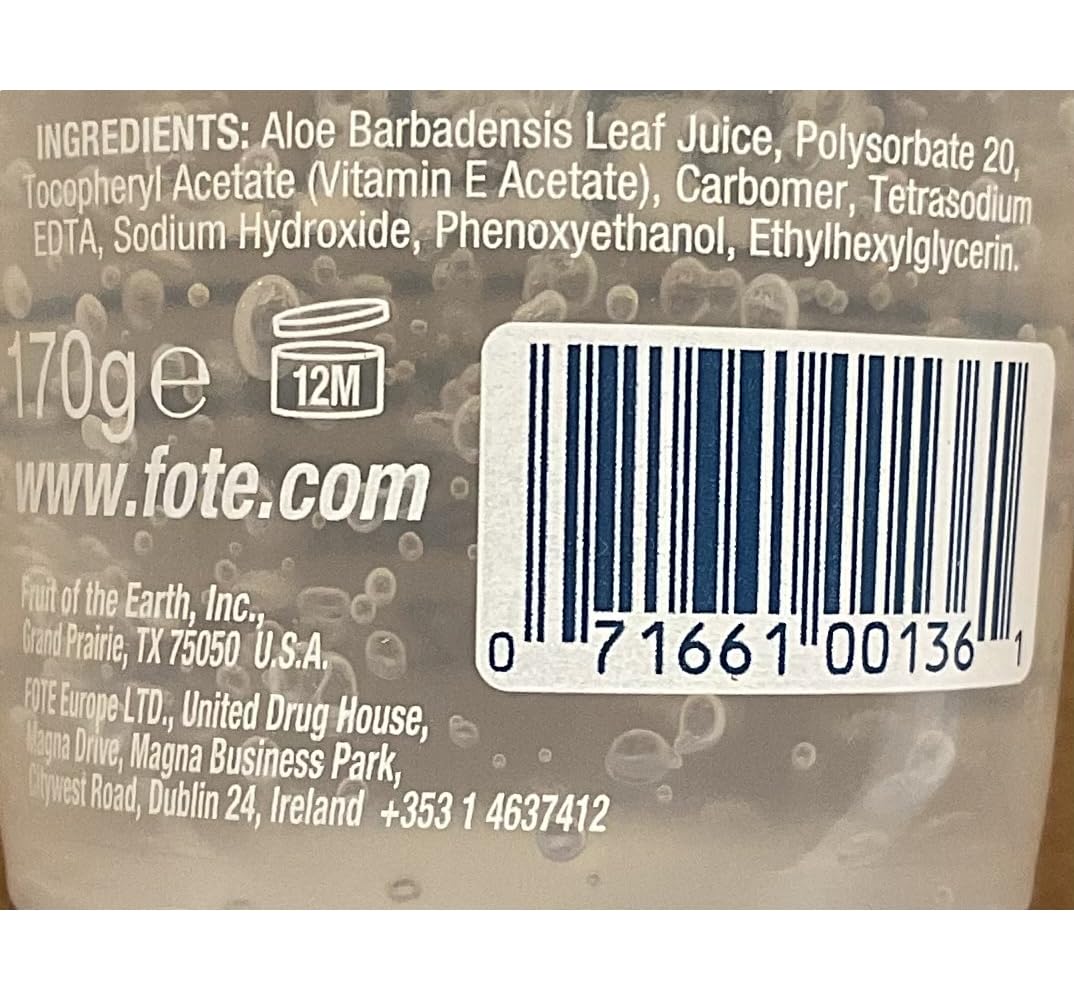 INGREDIENTS: Aloe Barbadensis Leaf Juice, Polysorbate 20,
Tocopheryl Acetate (Vitamin E Acetate), Carbomer, Tetrasodium
EDTA, Sodium Hydroxide, Phenoxyethanol, Ethylhexylglycerin.
170g e 12M
www.fote.com
Fruit of the Earth, Inc.,
Grand Prairie, TX 75050 U.S.A.
FOTE Europe LTD., United Drug House,
Magna Drive, Magna Business Park,
Citywest Road, Dublin 24, Ireland +353 1 4637412
0 71661 00136 1